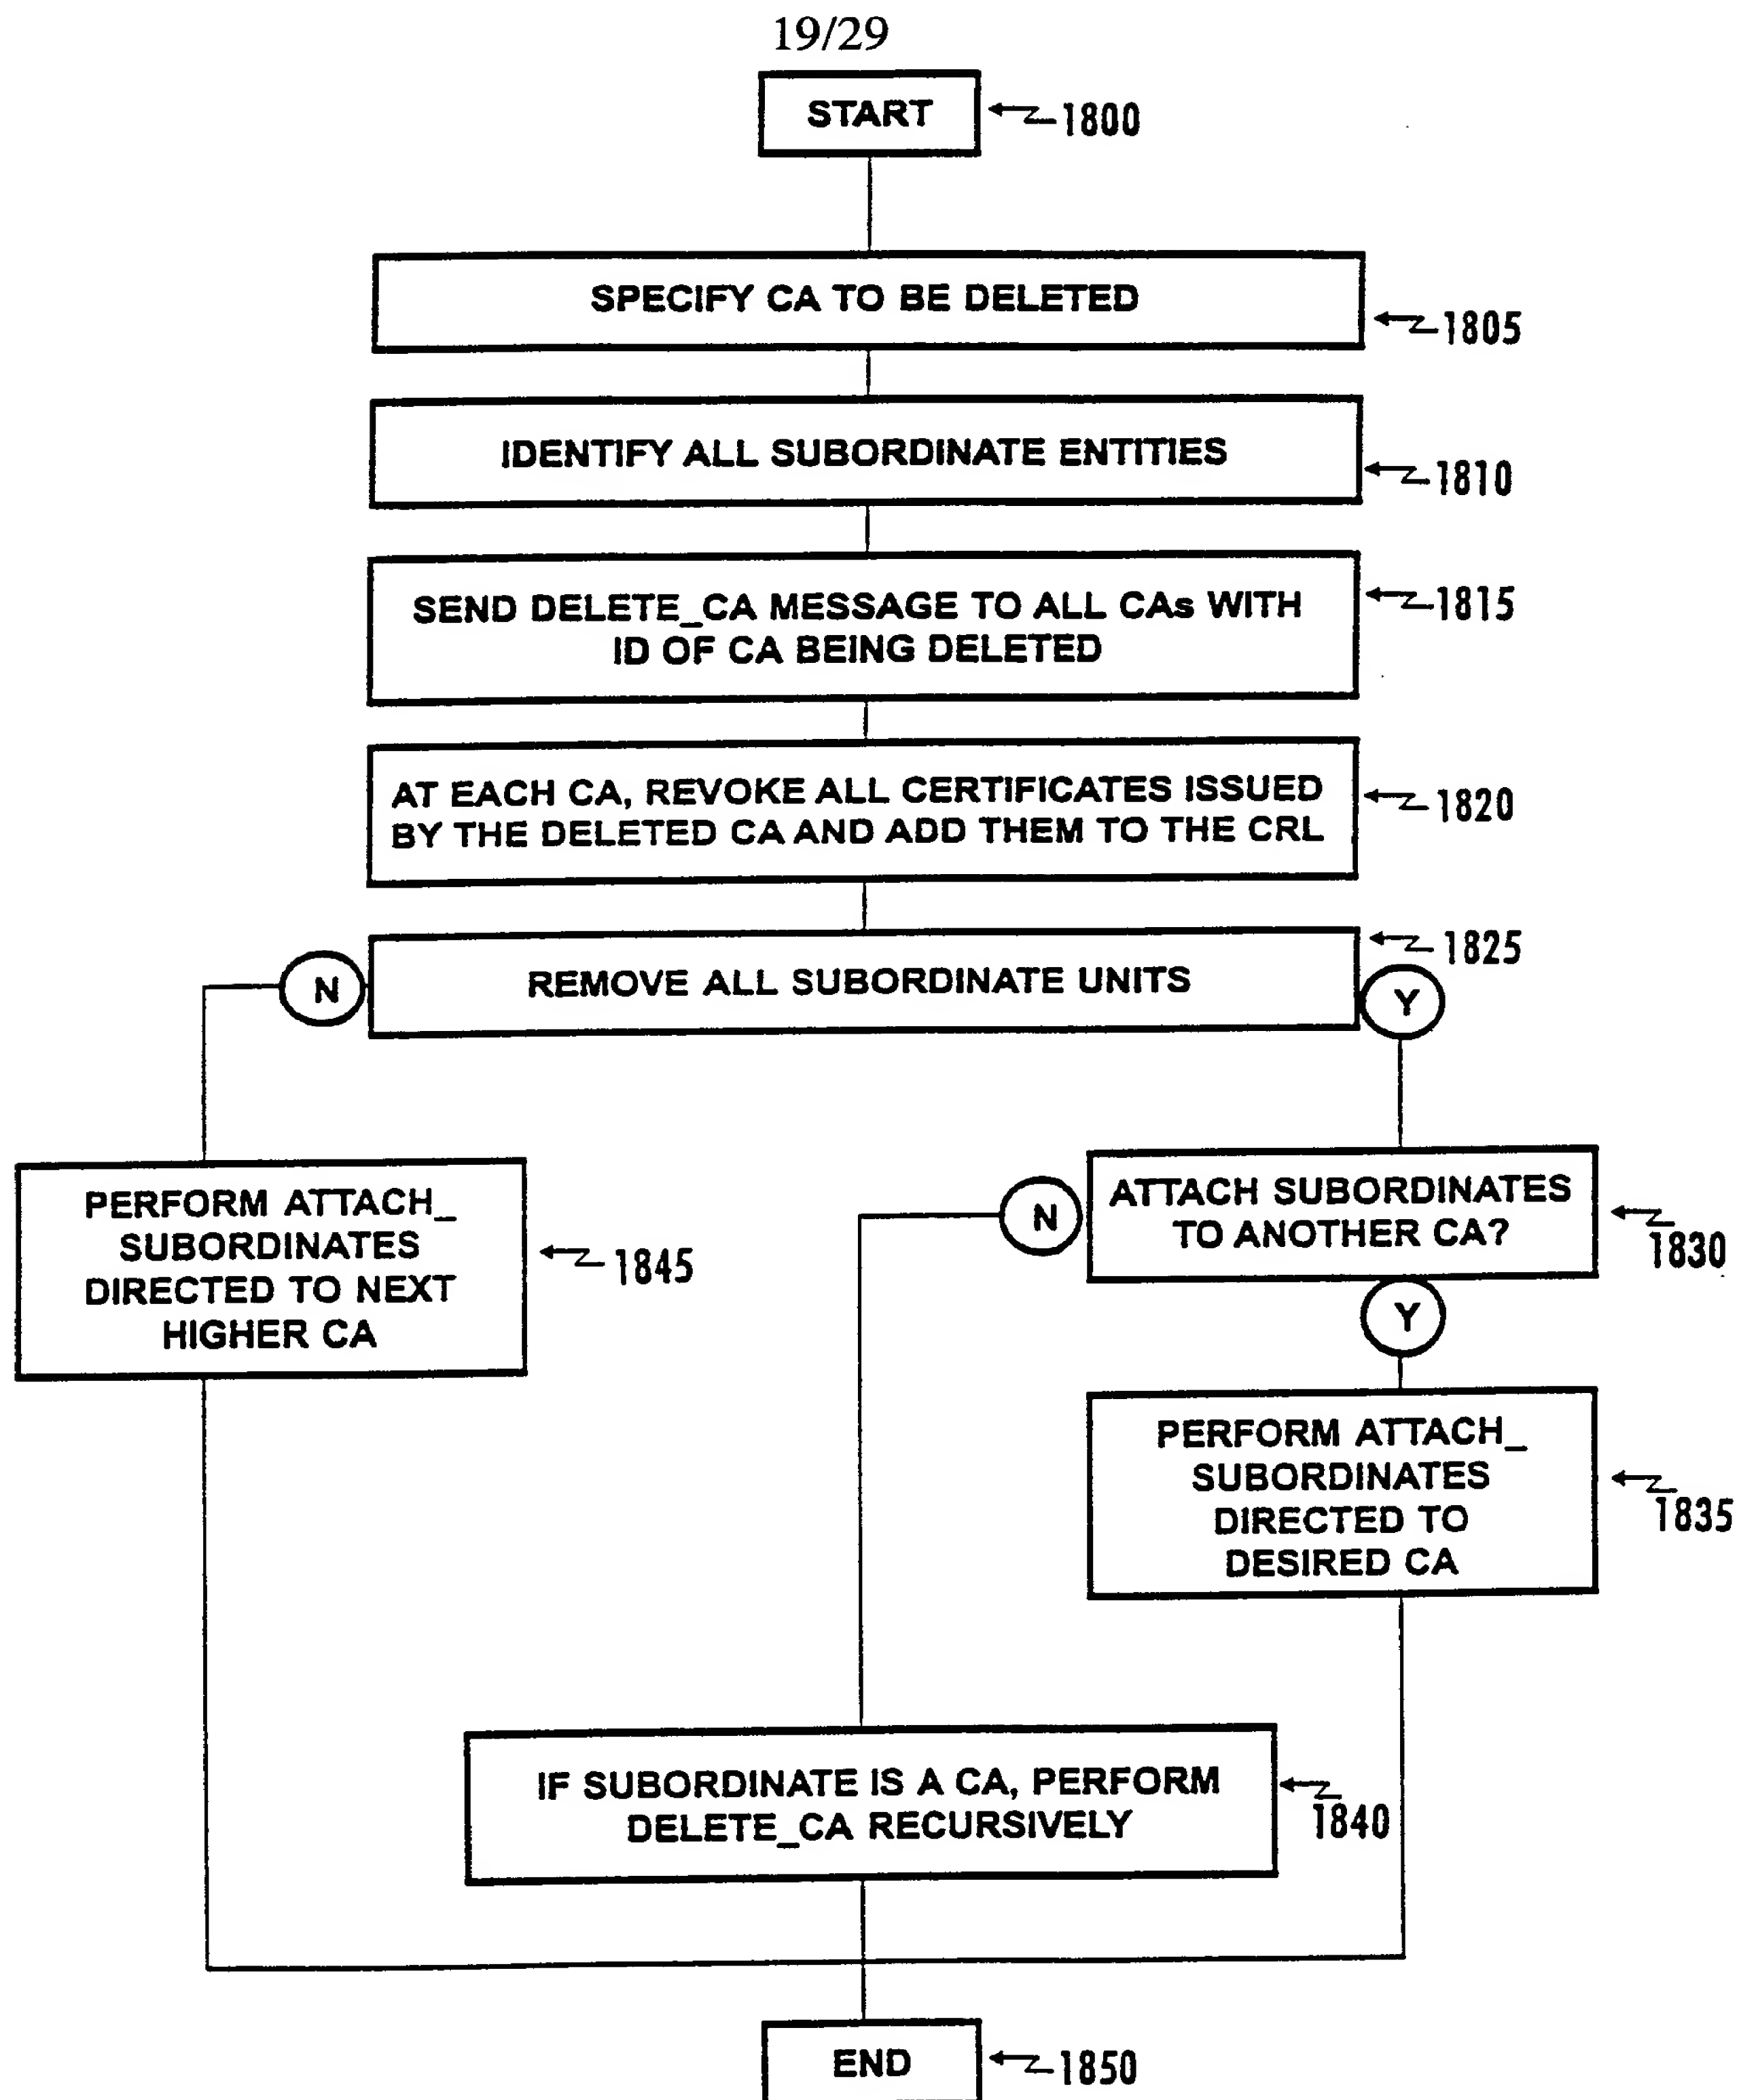 19/29
START
1800
SPECIFY CA TO BE DELETED
1805
IDENTIFY ALL SUBORDINATE ENTITIES
1810
SEND DELETE_CA MESSAGE TO ALL CAs WITH
ID OF CA BEING DELETED
1815
AT EACH CA, REVOKE ALL CERTIFICATES ISSUED
BY THE DELETED CA AND ADD THEM TO THE CRL
1820
REMOVE ALL SUBORDINATE UNITS
1825
N
Y
PERFORM ATTACH_
SUBORDINATES
DIRECTED TO NEXT
HIGHER CA
1845
N
ATTACH SUBORDINATES
TO ANOTHER CA?
1830
Y
PERFORM ATTACH_
SUBORDINATES
DIRECTED TO
DESIRED CA
1835
IF SUBORDINATE IS A CA, PERFORM
DELETE_CA RECURSIVELY
1840
END
1850